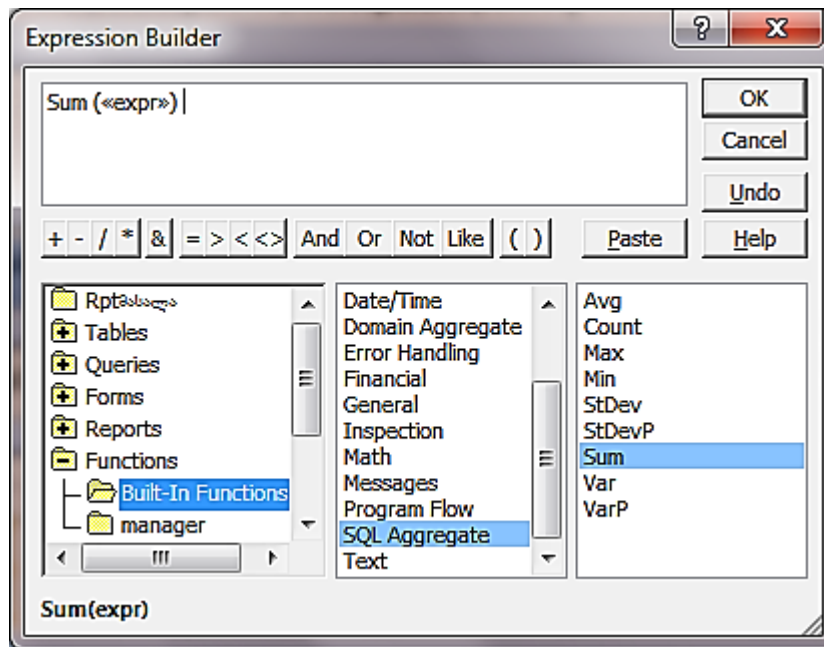 Expression Builder
Sum («expr»)
OK
Cancel
Undo
+ - / * & = > < <> And Or Not Like ( ) Paste Help
Rptმასალა
Tables
Queries
Forms
Reports
Functions
Built-In Functions
manager
Date/Time
Domain Aggregate
Error Handling
Financial
General
Inspection
Math
Messages
Program Flow
SQL Aggregate
Text
Avg
Count
Max
Min
StDev
StDevP
Sum
Var
VarP
Sum(expr)